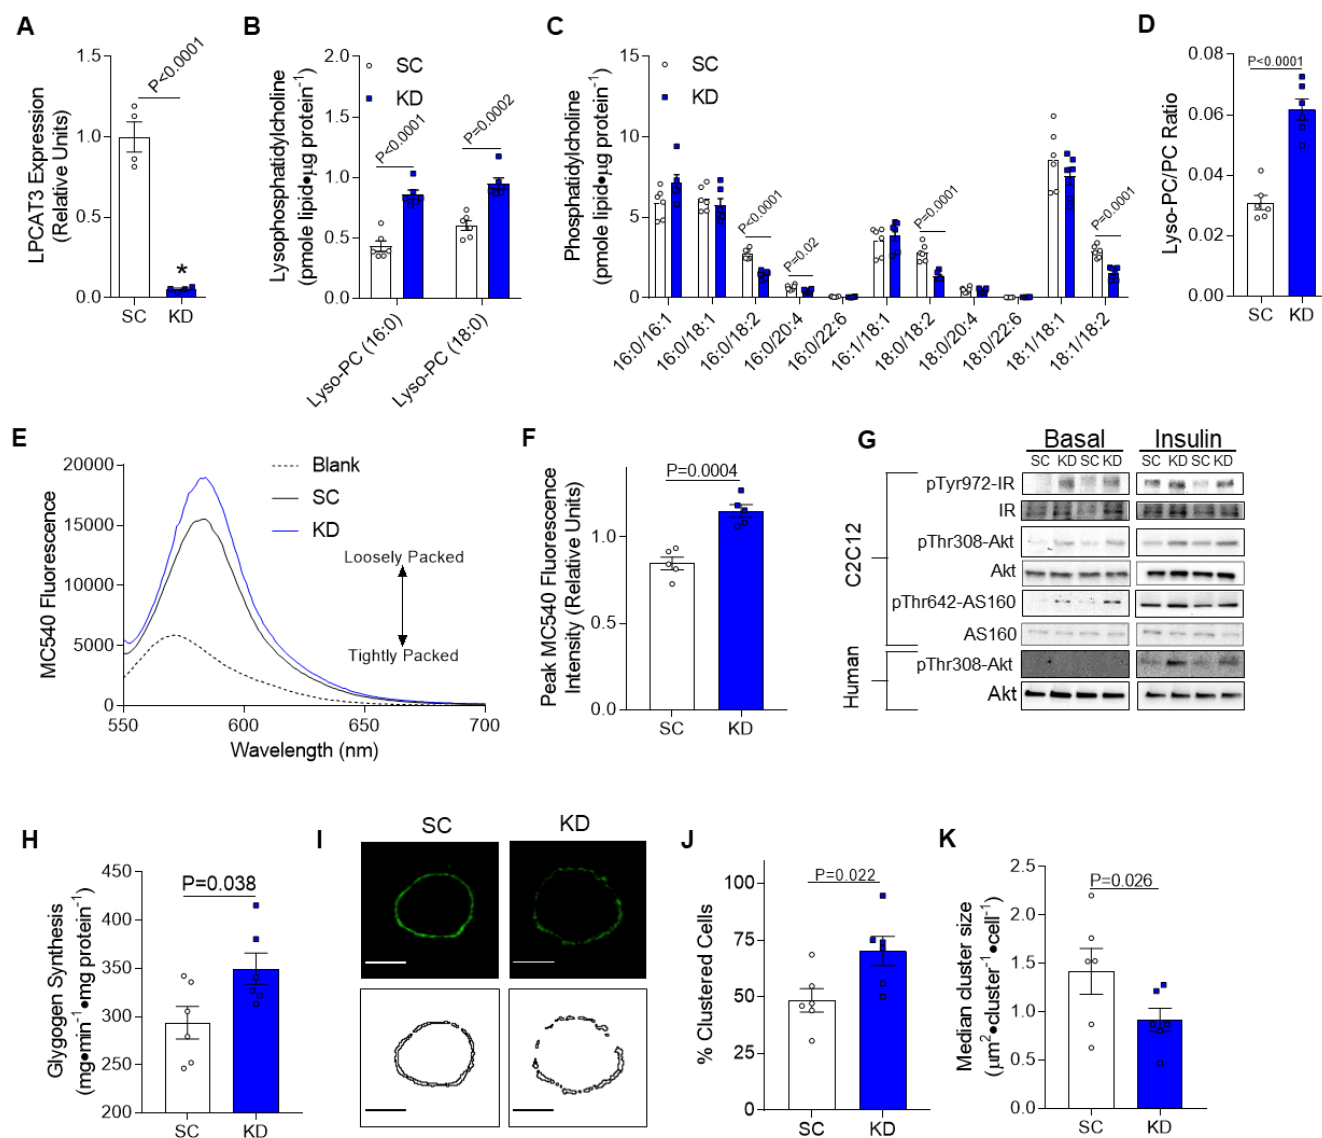 A
LPCAT3 Expression
(Relative Units)
1.5
1.0
0.5
0.0
P<0.0001
*
SC KD
B
Lysophosphatidylcholine
(pmole lipid•µg protein⁻¹)
2.0
1.5
1.0
0.5
0.0
SC
KD
P<0.0001
P=0.0002
Lyso-PC (16:0)
Lyso-PC (18:0)
C
Phosphatidylcholine
(pmole lipid•µg protein⁻¹)
15
10
5
0
SC
KD
P<0.0001
P=0.02
P=0.0001
P=0.0001
16:0/16:1
16:0/18:1
16:0/18:2
16:0/20:4
16:0/22:6
16:1/18:1
18:0/18:2
18:0/20:4
18:0/22:6
18:1/18:1
18:1/18:2
D
Lyso-PC/PC Ratio
0.08
0.06
0.04
0.02
0.00
P<0.0001
SC KD
E
MC540 Fluorescence
20000
15000
10000
5000
0
Blank
SC
KD
Loosely Packed
Tightly Packed
550 600 650 700
Wavelength (nm)
F
Peak MC540 Fluorescence
Intensity (Relative Units)
1.0
0.5
0.0
P=0.0004
SC KD
G
Basal Insulin
SC KD SC KD SC KD SC KD
C2C12
pTyr972-IR
IR
pThr308-Akt
Akt
pThr642-AS160
AS160
Human
pThr308-Akt
Akt
H
Glygogen Synthesis
(mg•min⁻¹•mg protein⁻¹)
450
400
350
300
250
200
P=0.038
SC KD
I
SC KD
J
% Clustered Cells
100
75
50
25
0
P=0.022
SC KD
K
Median cluster size
(µm²•cluster⁻¹•cell⁻¹)
2.5
2.0
1.5
1.0
0.5
0.0
P=0.026
SC KD